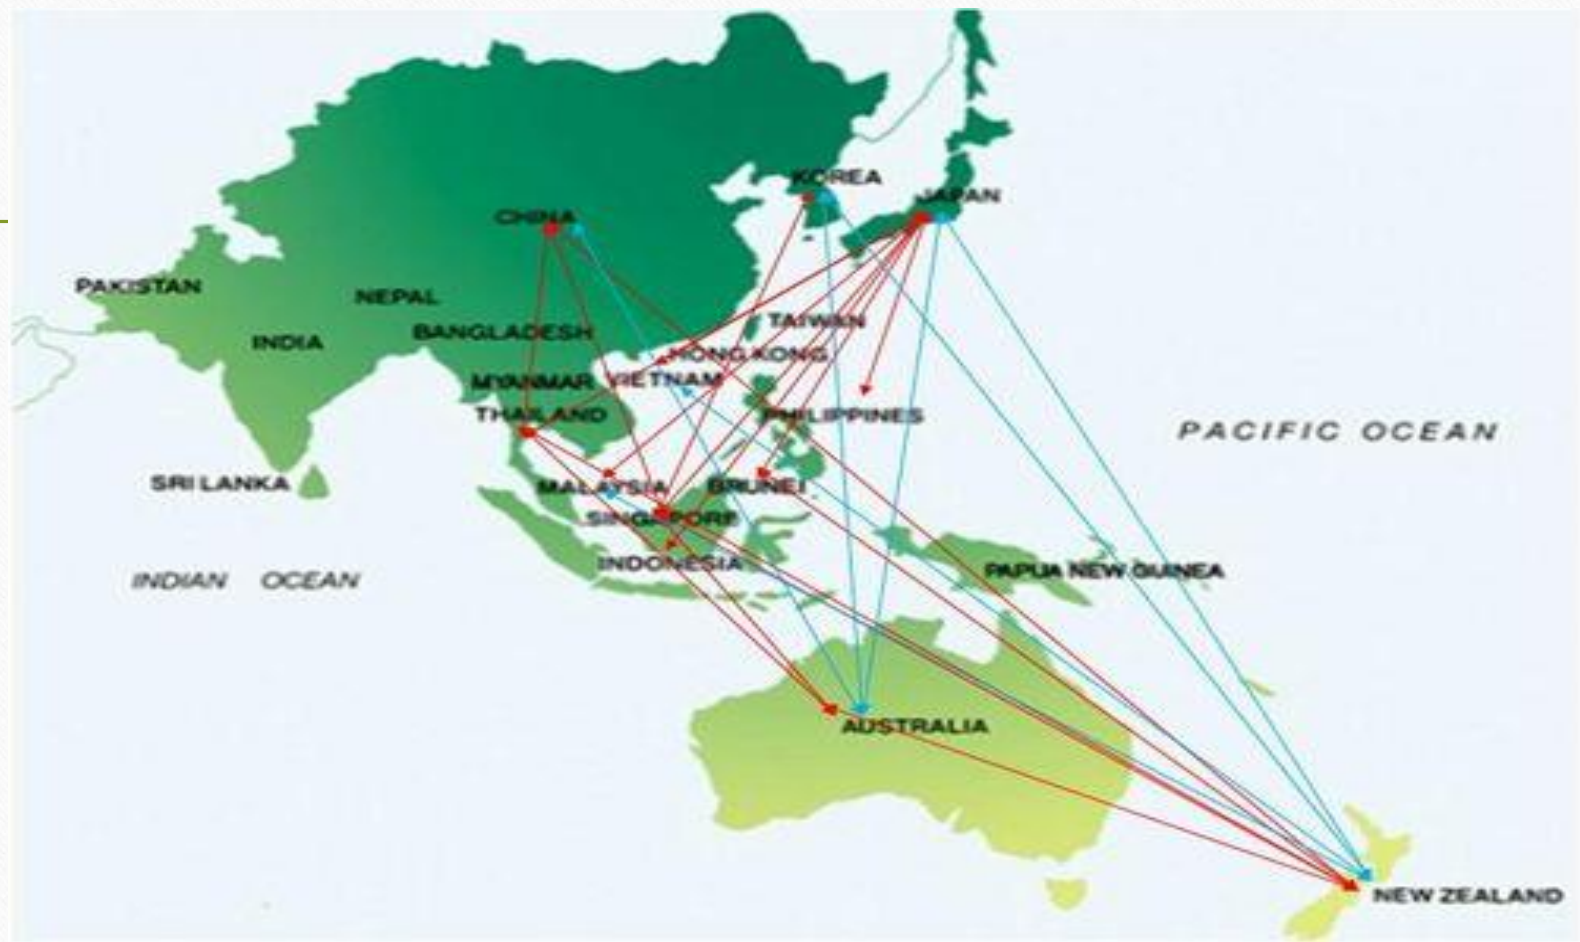 KOREA
JAPAN
CHINA
PAKISTAN
NEPAL
TAIWAN
BANGLADESH
INDIA
HONG KONG
MYANMAR
VIETNAM
THAILAND
PHILIPPINES
PACIFIC OCEAN
SRI LANKA
MALAYSIA
BRUNEI
SINGAPORE
INDONESIA
PAPUA NEW GUINEA
INDIAN OCEAN
AUSTRALIA
NEW ZEALAND